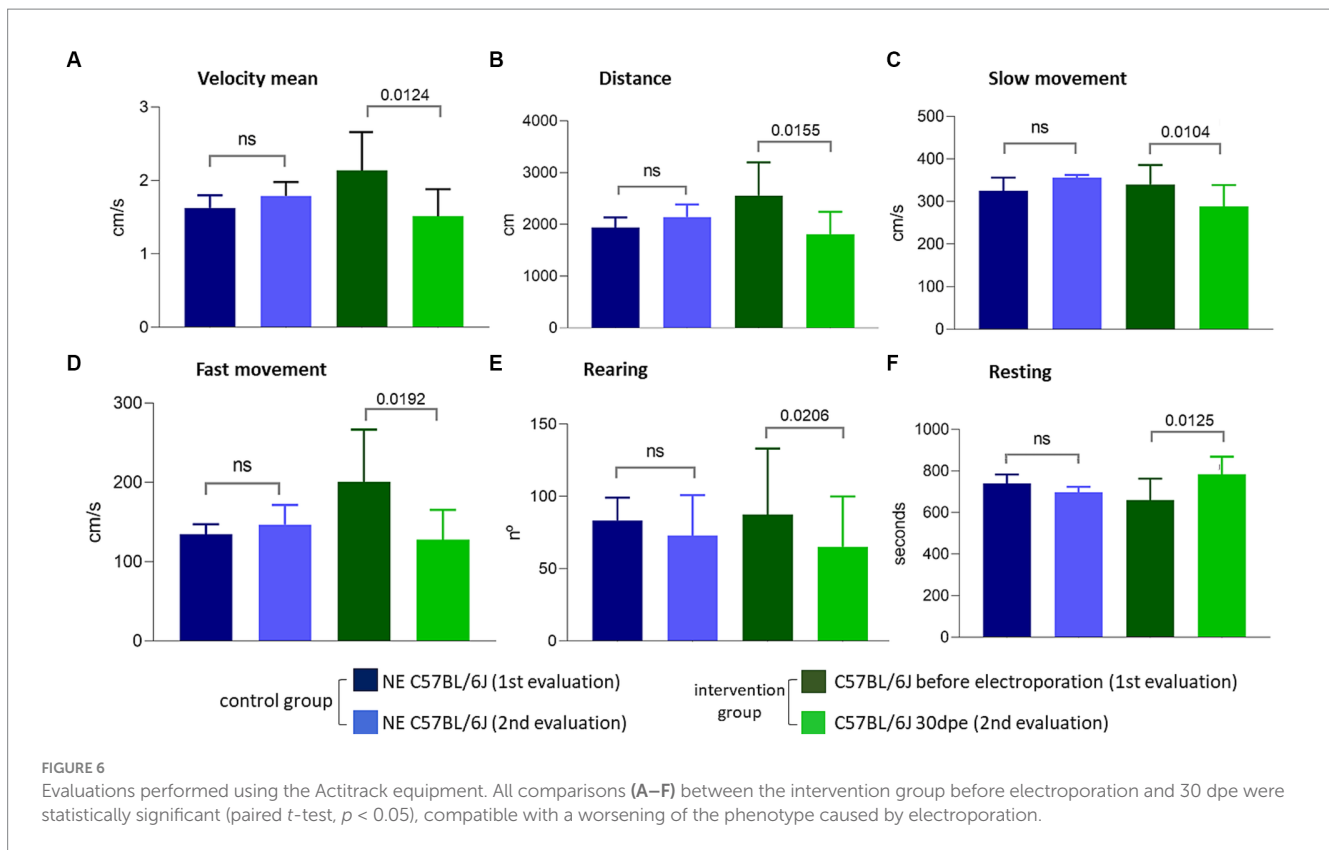 A
Velocity mean
3
2
1
0
cm/s
ns
0.0124
B
Distance
4000
3000
2000
1000
0
cm
ns
0.0155
C
Slow movement
500
400
300
200
100
0
cm/s
ns
0.0104
D
Fast movement
300
200
100
0
cm/s
ns
0.0192
E
Rearing
150
100
50
0
nº
ns
0.0206
F
Resting
1000
800
600
400
200
0
seconds
ns
0.0125
control group
NE C57BL/6J (1st evaluation)
NE C57BL/6J (2nd evaluation)
intervention
group
C57BL/6J before electroporation (1st evaluation)
C57BL/6J 30dpe (2nd evaluation)
FIGURE 6
Evaluations performed using the Actitrack equipment. All comparisons (A–F) between the intervention group before electroporation and 30 dpe were
statistically significant (paired t-test, p < 0.05), compatible with a worsening of the phenotype caused by electroporation.